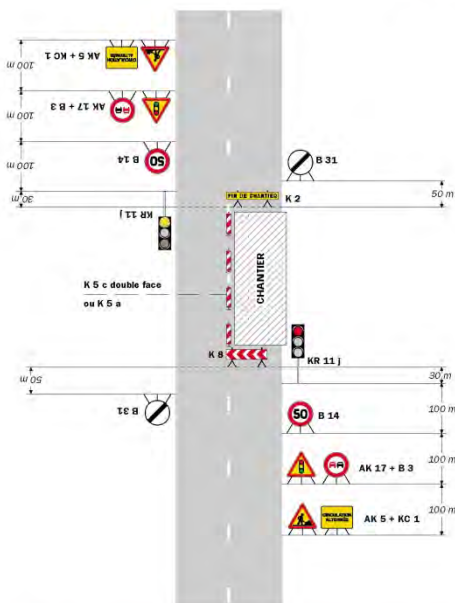 100 m
CIRCULATION
ALTERNÉE
AK 5 + KC 1
100 m
AK 17 + B 3
100 m
50
B 14
30 m
KR 11 j
B 31
50 m
FIN DE CHANTIER
K 2
K 5 c double face
ou K 5 a
CHANTIER
K 8
KR 11 j
50 m
30 m
B 31
50
B 14
100 m
AK 17 + B 3
100 m
CIRCULATION
ALTERNÉE
AK 5 + KC 1
100 m